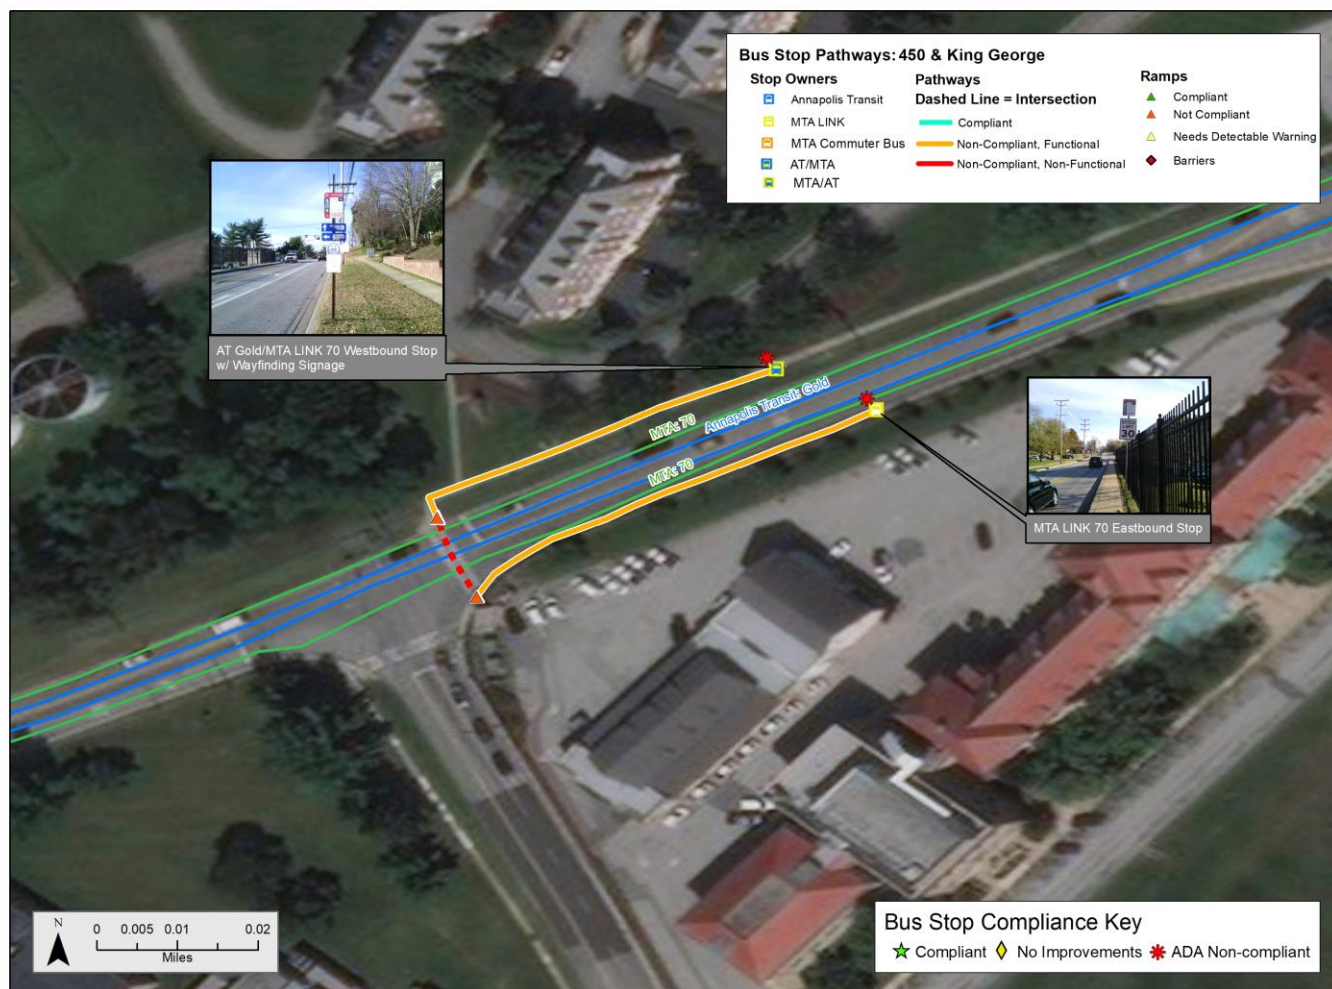 Bus Stop Pathways: 450 & King George
Stop Owners
Annapolis Transit
MTA LINK
MTA Commuter Bus
AT/MTA
MTA/AT
Pathways
Dashed Line = Intersection
Compliant
Non-Compliant, Functional
Non-Compliant, Non-Functional
Ramps
Compliant
Not Compliant
Needs Detectable Warning
Barriers
AT Gold/MTA LINK 70 Westbound Stop
w/ Wayfinding Signage
MTA: 70
Annapolis Transit: Gold
MTA: 70
30
MTA LINK 70 Eastbound Stop
N
0 0.005 0.01 0.02
Miles
Bus Stop Compliance Key
Compliant No Improvements ADA Non-compliant